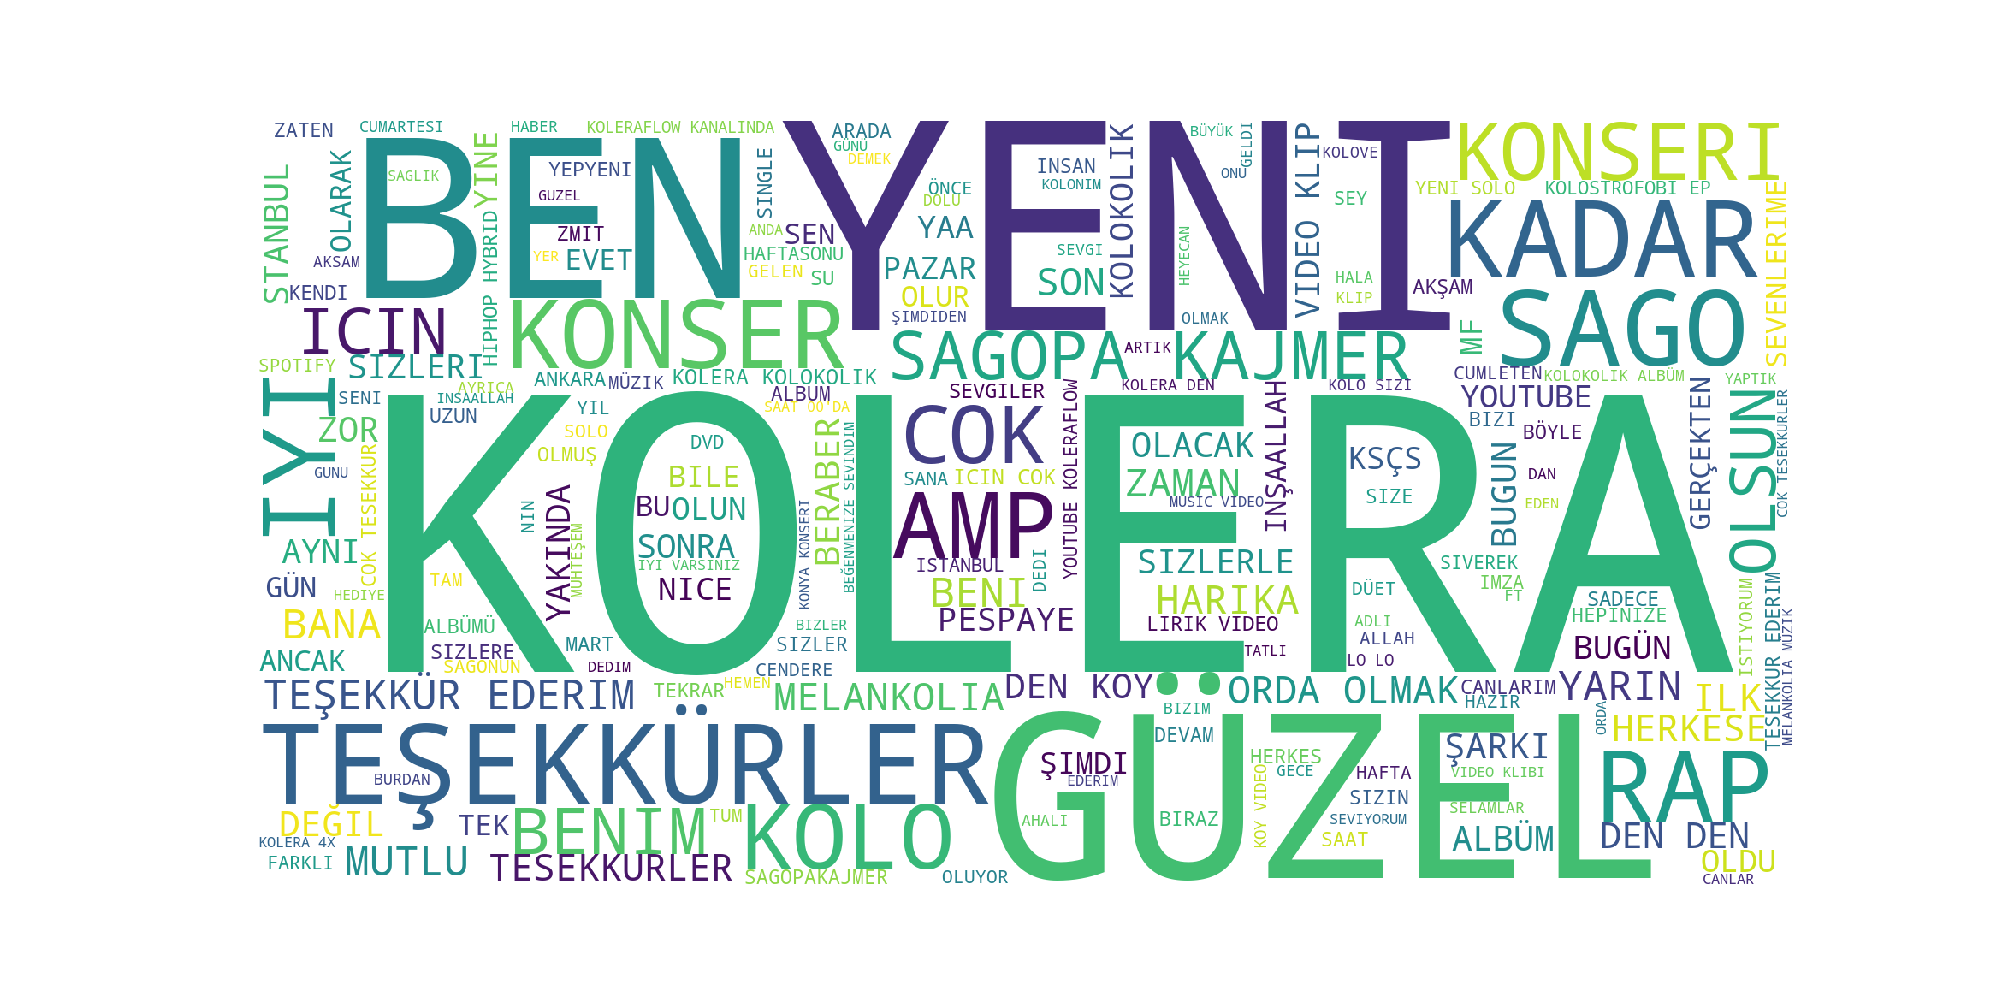 ZATEN
CUMARTESI
HABER
KOLERAFLOW KANALINDA
ARADA
GÜNÜ
DEMEK
BÜYÜK
GELDI
ONU
KOLOVE
KONSERI
BEN
YENI
STANBUL
OLARAK
SAGLIK
YINE
YEPYENI
GUZEL
SINGLE
ÖNCE
DOLU
INSAN
KOLONIM
KOLOKOLIK
VIDEO KLIP
SEY
YENI SOLO
KOLOSTROFOBI EP
SEVENLERIME
KADAR
HIPHOP HYBRID
ZMIT
ANDA
SEN
YAA
AKSAM
YER
EVET
HAFTASONU
GELEN
SU
PAZAR
SEVGI
SON
HEYECAN
HALA
KLIP
AKŞAM
KENDI
OLUR
ŞIMDIDEN
OLMAK
ICIN
KONSER
SAGOPA KAJMER
ARTIK
MF
SAGO
SPOTIFY
SIZLERI
AYRICA
INSAALLAH
ANKARA
MÜZIK
KOLERA KOLOKOLIK
ALBUM
SEVGILER
KOLERA DEN
KOLO SIZI
CUMLETEN
KOLOKOLIK ALBÜM
YAPTIK
IYI
SENI
UZUN
YIL
SAAT OO'DA
YOUTUBE
BIZI
BÖYLE
ZOR
SOLO
OLMUŞ
DVD
COK
YOUTUBE KOLERAFLOW
OLACAK
INŞAALLAH
KSÇS
GERÇEKTEN
OLSUN
COK TESEKKURLER
KOLERA
GUNU
COK TESEKKUR
BILE
BERABER
BEĞENVENIZE SEVINDIM
SANA
ICIN COK
ZAMAN
BUGUN
DAN
NIN
YAKINDA
BU
OLUN
KONYA KONSERI
AMP
MUSIC VIDEO
SIZE
EDEN
AYNI
SONRA
IYI VARSINIZ
ISTANBUL
DEDI
SIZLERLE
SIVEREK
GÜN
HEDIYE
TAM
MUHTEŞEM
NICE
BENI
HARIKA
DÜET
IMZA
FT
SADECE
ISTIYORUM
TESEKKUR EDERIM
MELANKOLIA MUZIK
BANA
ALBÜMÜ
BIZLER
PESPAYE
LIRIK VIDEO
ADLI
HEPINIZE
ANCAK
SIZLERE
SAGONUN
MART
DEDIM
SIZLER
CENDERE
TATLI
ALLAH
LO LO
BUGÜN
TEŞEKKÜR EDERIM
TEKRAR
HEMEN
MELANKOLIA
DEN KOY
BIZIM
ORDA OLMAK
CANLARIM
HAZIR
YARIN
ILK
TEŞEKKÜRLER
BURDAN
GÜZEL
ŞIMDI
EDERIM
DEVAM
HERKES
GECE
HAFTA
ŞARKI
VIDEO KLIBI
ORDA
HERKESE
RAP
DEĞIL
TEK
BENIM
TUM
KOLO
AHALI
BIRAZ
KOY VIDEO
SIZIN
SEVIYORUM
SAAT
SELAMLAR
ALBÜM
DEN DEN
KOLERA 4X
FARKLI
MUTLU
TESEKKURLER
SAGOPAKAJMER
OLUYOR
OLDU
CANLAR